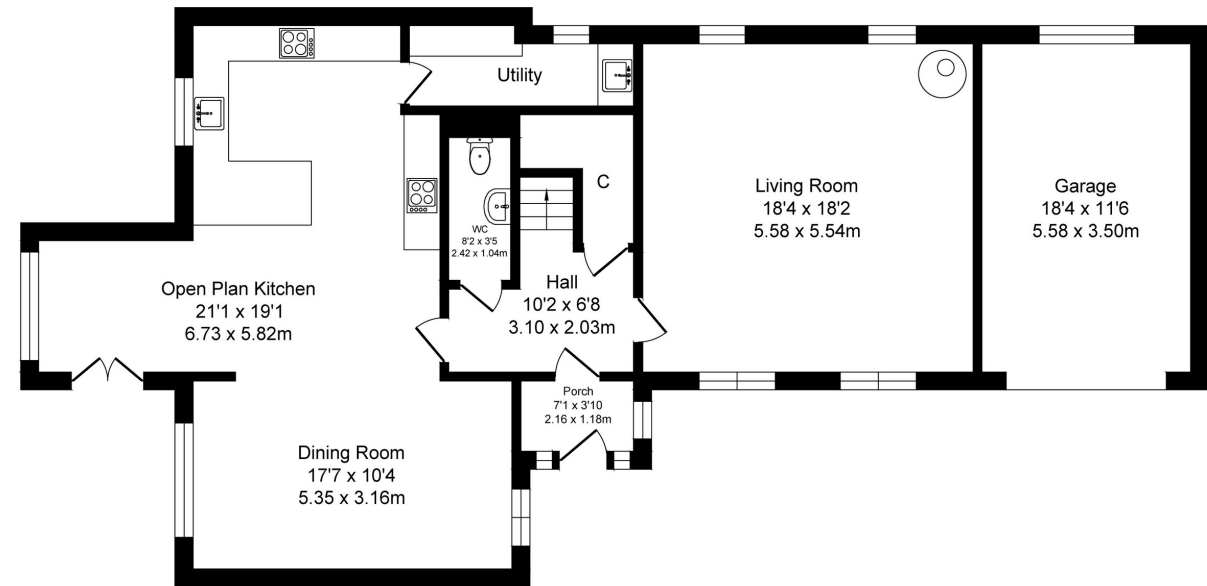 Utility
Living Room
18'4 x 18'2
5.58 x 5.54m
Garage
18'4 x 11'6
5.58 x 3.50m
C
WC
8'2 x 3'5
2.42 x 1.04m
Open Plan Kitchen
21'1 x 19'1
6.73 x 5.82m
Hall
10'2 x 6'8
3.10 x 2.03m
Porch
7'1 x 3'10
2.16 x 1.18m
Dining Room
17'7 x 10'4
5.35 x 3.16m